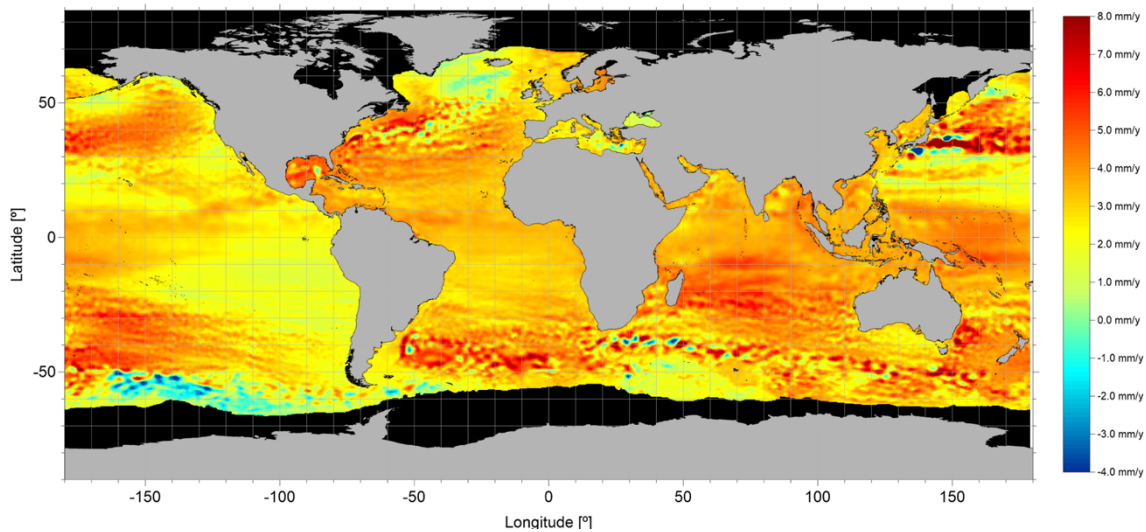 8.0 mm/y
7.0 mm/y
6.0 mm/y
5.0 mm/y
4.0 mm/y
3.0 mm/y
2.0 mm/y
1.0 mm/y
0.0 mm/y
-1.0 mm/y
-2.0 mm/y
-3.0 mm/y
-4.0 mm/y
Latitude [º]
50
0
-50
-150 -100 -50 0 50 100 150
Longitude [º]